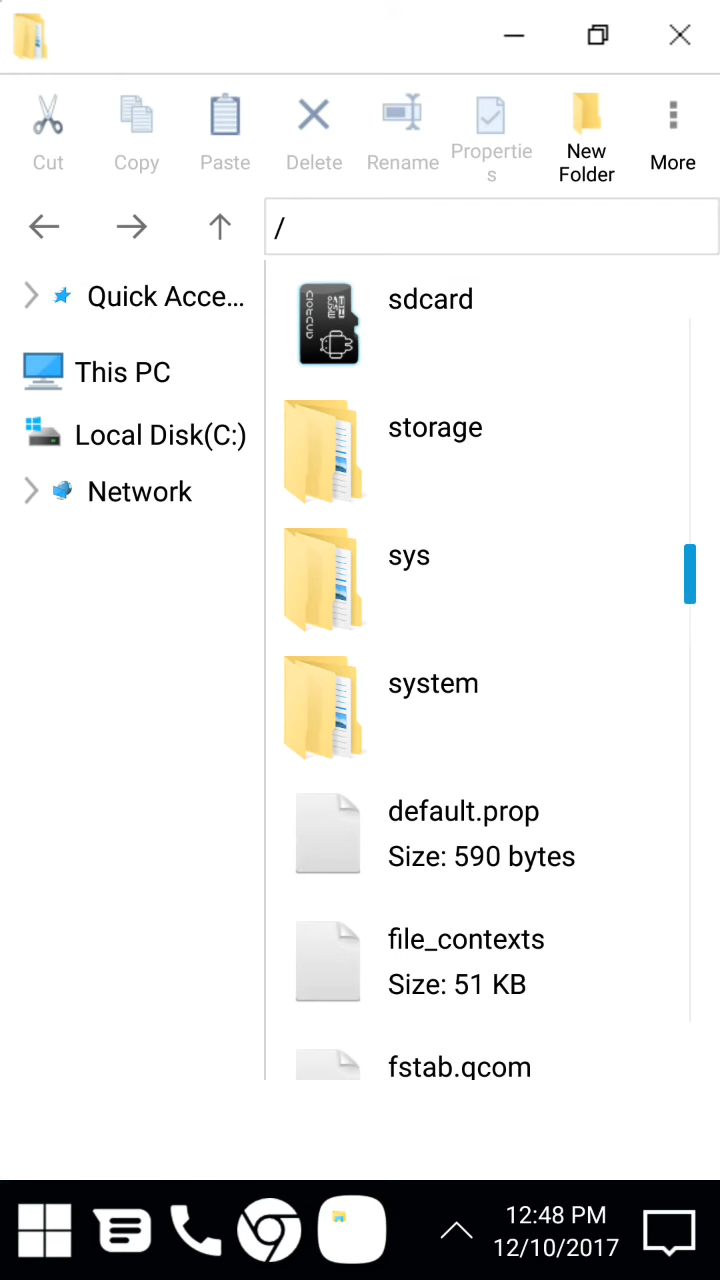 Cut
Copy
Paste
Delete
Rename
Propertie
s
New
Folder
More
/
Quick Acce...
This PC
Local Disk(C:)
Network
sdcard
storage
sys
system
default.prop
Size: 590 bytes
file_contexts
Size: 51 KB
fstab.qcom
12:48 PM
12/10/2017